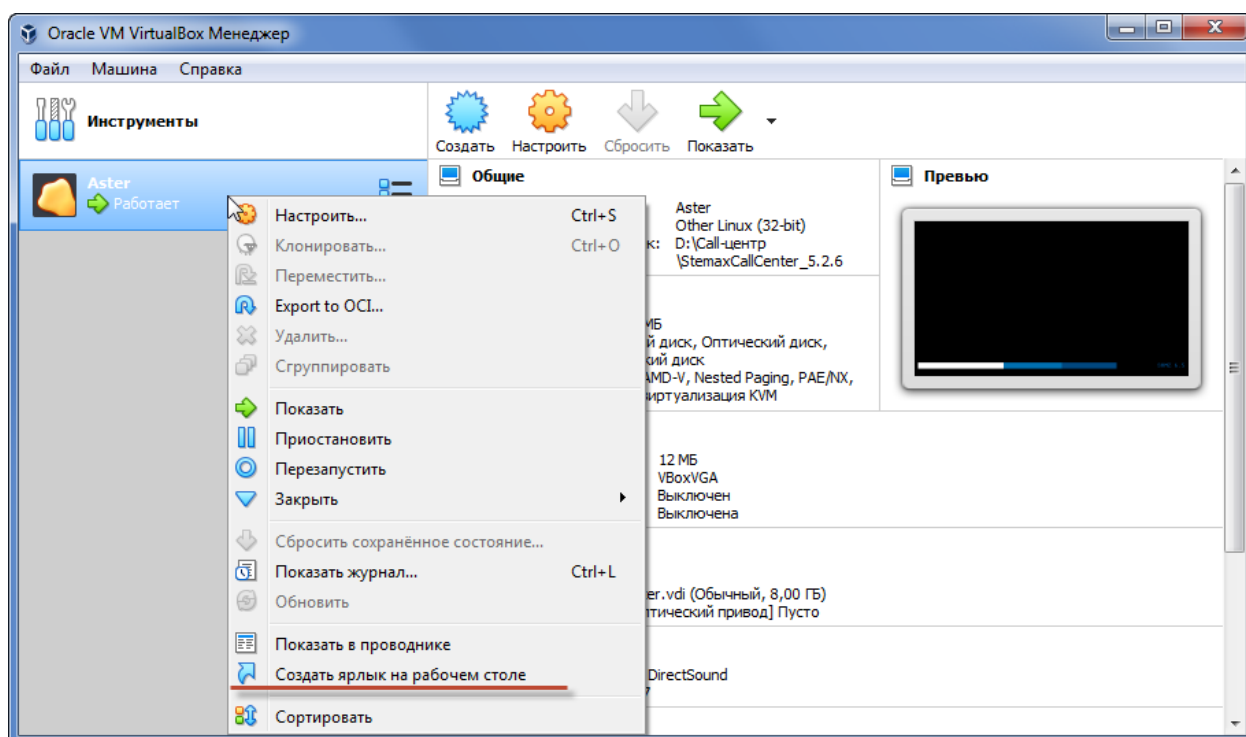 Oracle VM VirtualBox Менеджер
Файл Машина Справка
Инструменты
Создать Настроить Сбросить Показать
Aster
Работает
Общие
Превью
Aster
Other Linux (32-bit)
к: D:\Call-центр
\StemaxCallCenter_5.2.6
МБ
й диск, Оптический диск,
кий диск
AMD-V, Nested Paging, PAE/NX,
виртуализация KVM
12 МБ
VBoxVGA
Выключен
Выключена
er.vdi (Обычный, 8,00 ГБ)
тический привод] Пусто
DirectSound
Настроить... Ctrl+S
Клонировать... Ctrl+O
Переместить...
Export to OCI...
Удалить...
Сгруппировать
Показать
Приостановить
Перезапустить
Закрыть
Сбросить сохранённое состояние...
Показать журнал... Ctrl+L
Обновить
Показать в проводнике
Создать ярлык на рабочем столе
Сортировать